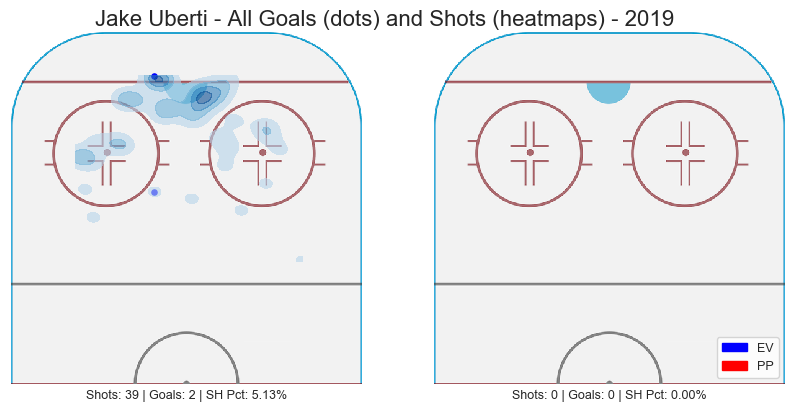 Jake Uberti - All Goals (dots) and Shots (heatmaps) - 2019
EV
PP
Shots: 39 | Goals: 2 | SH Pct: 5.13%
Shots: 0 | Goals: 0 | SH Pct: 0.00%